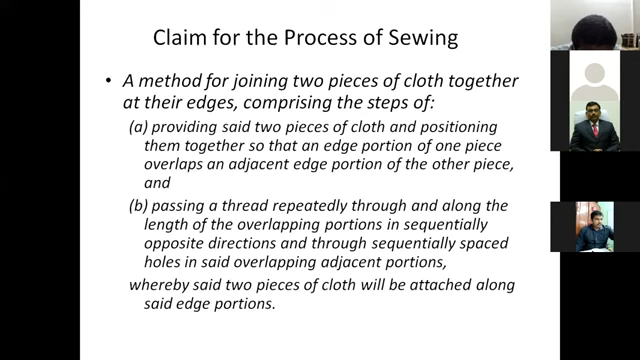 Claim for the Process of Sewing
• A method for joining two pieces of cloth together
at their edges, comprising the steps of:
(a) providing said two pieces of cloth and positioning
them together so that an edge portion of one piece
overlaps an adjacent edge portion of the other piece,
and
(b) passing a thread repeatedly through and along the
length of the overlapping portions in sequentially
opposite directions and through sequentially spaced
holes in said overlapping adjacent portions,
whereby said two pieces of cloth will be attached along
said edge portions.